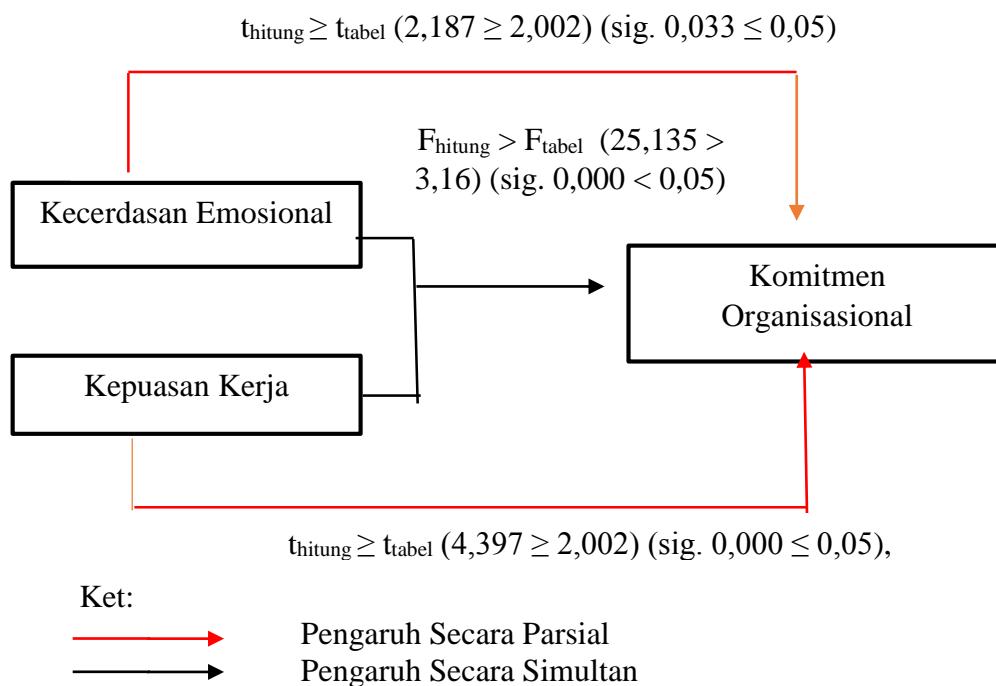 thitung ≥ ttabel (2,187 ≥ 2,002) (sig. 0,033 ≤ 0,05)
Fhitung > Ftabel (25,135 >
3,16) (sig. 0,000 < 0,05)
Kecerdasan Emosional
Komitmen
Organisasional
Kepuasan Kerja
thitung ≥ ttabel (4,397 ≥ 2,002) (sig. 0,000 ≤ 0,05),
Ket:
Pengaruh Secara Parsial
Pengaruh Secara Simultan